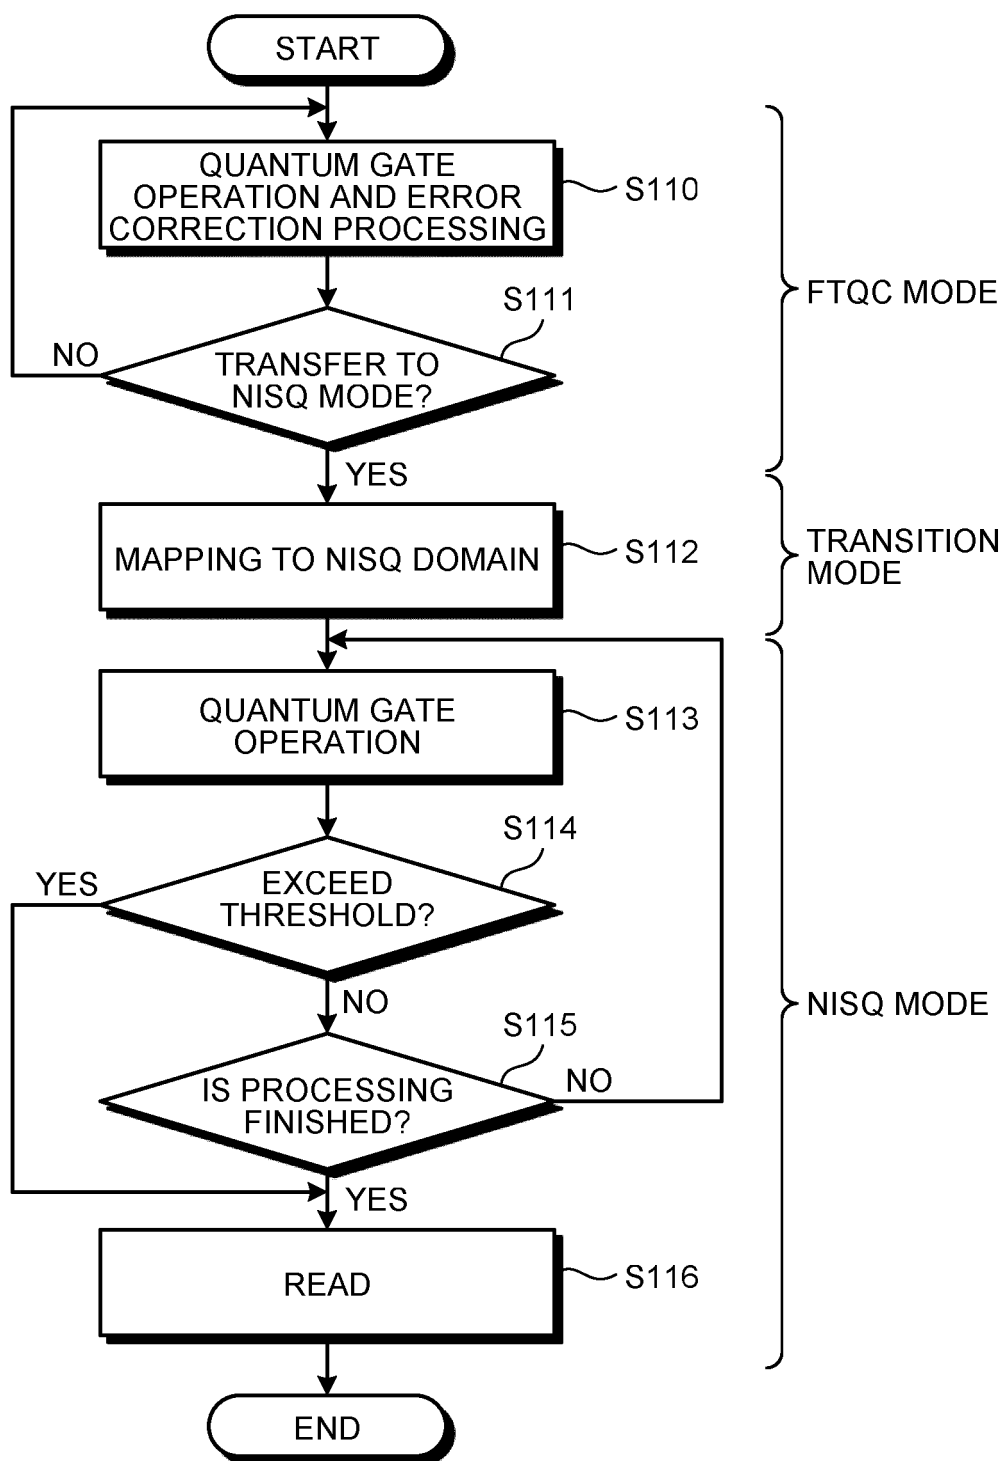 START
QUANTUM GATE
OPERATION AND ERROR
CORRECTION PROCESSING
S110
FTQC MODE
S111
TRANSFER TO
NISQ MODE?
NO
YES
MAPPING TO NISQ DOMAIN
S112
TRANSITION
MODE
QUANTUM GATE
OPERATION
S113
S114
YES
EXCEED
THRESHOLD?
NO
NISQ MODE
S115
IS PROCESSING
FINISHED?
NO
YES
READ
S116
END